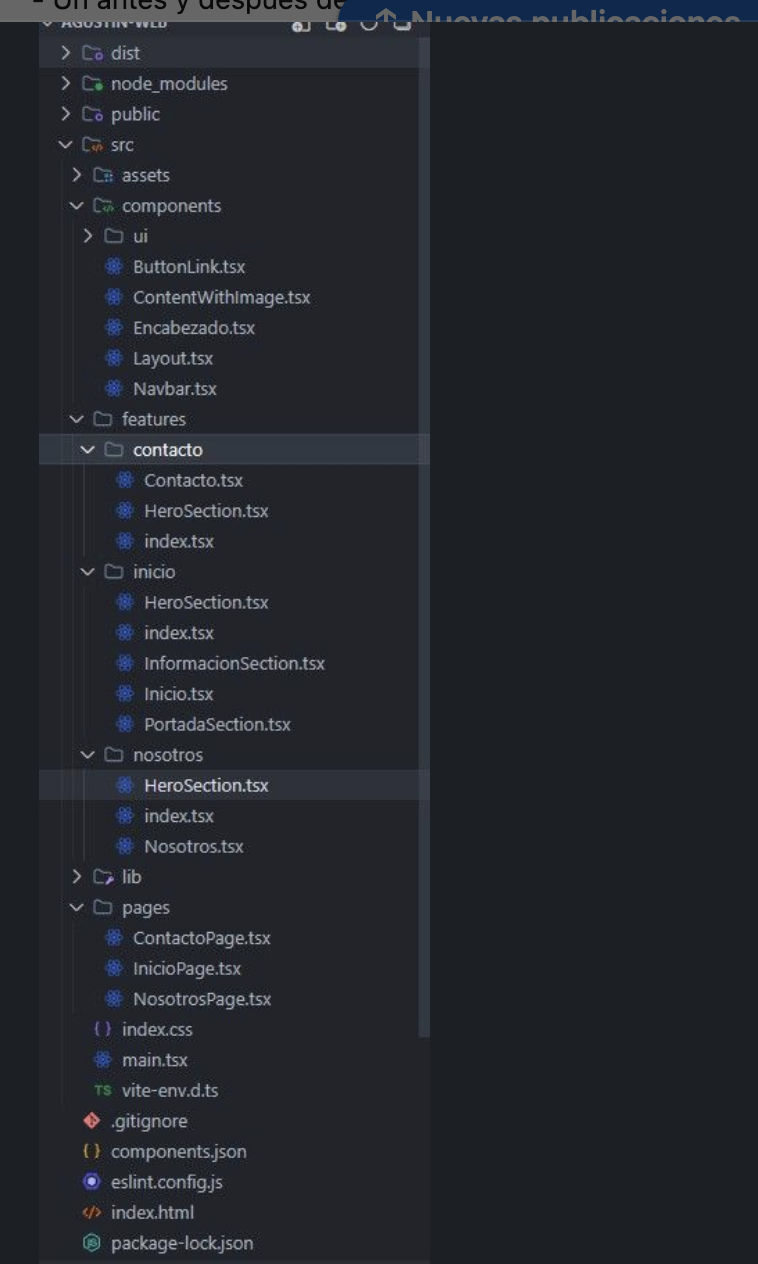 - Un antes y después de
Nuevas publicaciones
AGUSTIN-WEB
dist
node_modules
public
src
assets
components
ui
ButtonLink.tsx
ContentWithImage.tsx
Encabezado.tsx
Layout.tsx
Navbar.tsx
features
contacto
Contacto.tsx
HeroSection.tsx
index.tsx
inicio
HeroSection.tsx
index.tsx
InformacionSection.tsx
Inicio.tsx
PortadaSection.tsx
nosotros
HeroSection.tsx
index.tsx
Nosotros.tsx
lib
pages
ContactoPage.tsx
InicioPage.tsx
NosotrosPage.tsx
{ } index.css
main.tsx
TS vite-env.d.ts
.gitignore
{ } components.json
eslint.config.js
</> index.html
JS package-lock.json